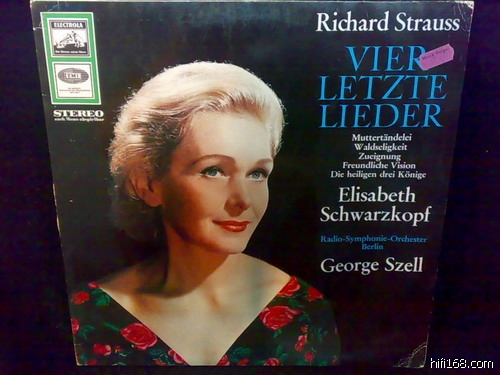 Richard Strauss
ELECTROLA
EMI
STEREO
VIER
LETZTE
LIEDER
Muttertändelei
Waldseligkeit
Zueignung
Freundliche Vision
Die heiligen drei Könige
Elisabeth
Schwarzkopf
Radio-Symphonie-Orchester
Berlin
George Szell
hifi168.com